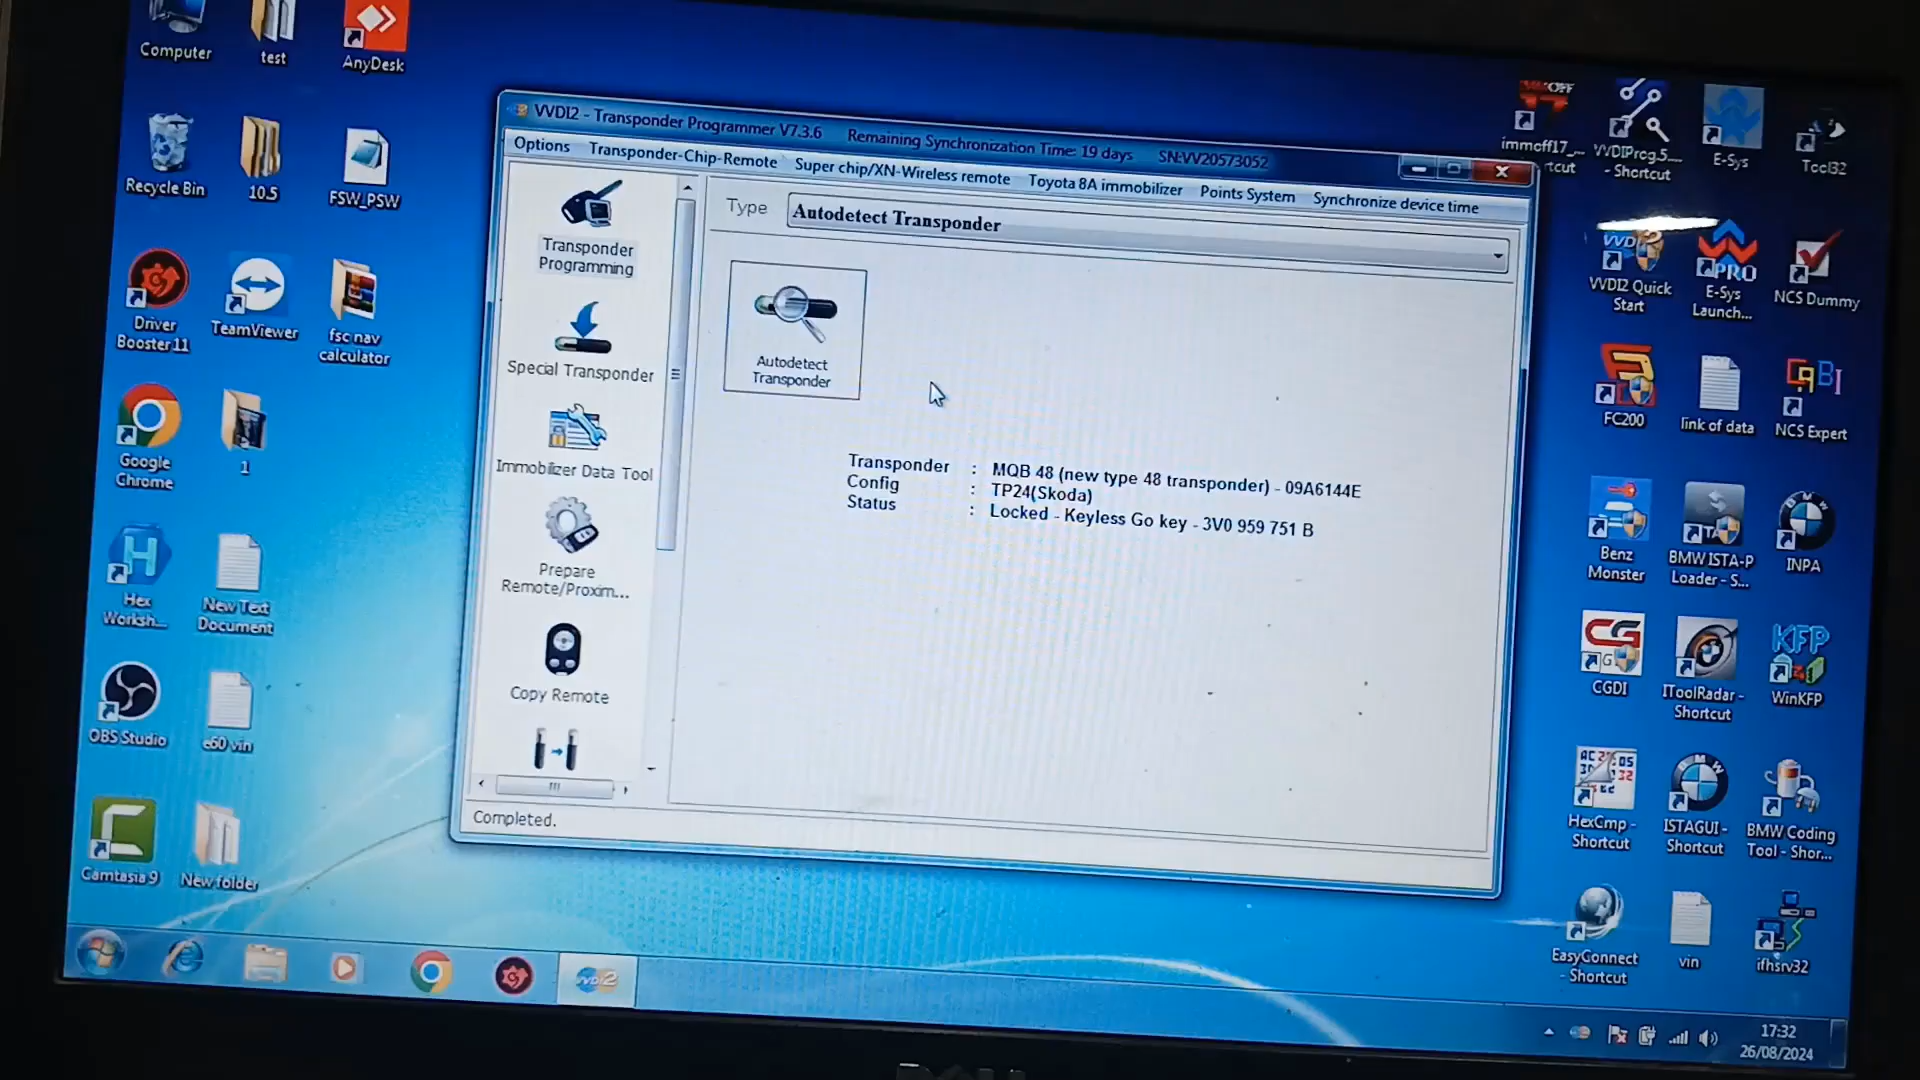 Computer
test
AnyDesk
Recycle Bin
10.5
FSW_PSW
Driver
Booster 11
TeamViewer
fsc nav
calculator
Google
Chrome
1
Hex
Worksh...
New Text
Document
OBS Studio
e60 vin
Camtasia 9
New folder
VVDI2 - Transponder Programmer V7.3.6 Remaining Synchronization Time: 19 days SN:VV20573052
Options Transponder-Chip-Remote Super chip/XN-Wireless remote Toyota 8A immobilizer Points System Synchronize device time
Transponder
Programming
Special Transponder
Immobilizer Data Tool
Prepare
Remote/Proxim...
Copy Remote
Type Autodetect Transponder
Autodetect
Transponder
Transponder : MQB 48 (new type 48 transponder) - 09A6144E
Config : TP24(Skoda)
Status : Locked - Keyless Go key - 3V0 959 751 B
Completed.
immoff17_...
VVDIProg.5....
- Shortcut
E-Sys
Tool32
VVDI2 Quick
Start
PRO
E-Sys
Launch...
NCS Dummy
FC200
link of data
NCS Expert
Benz
Monster
BMW ISTA-P
Loader - S...
INPA
CG
CGDI
IToolRadar -
Shortcut
KFP
WinKFP
HexCmp -
Shortcut
ISTAGUI -
Shortcut
BMW Coding
Tool - Shor...
EasyConnect
- Shortcut
vin
ifhsrv32
17:32
26/08/2024